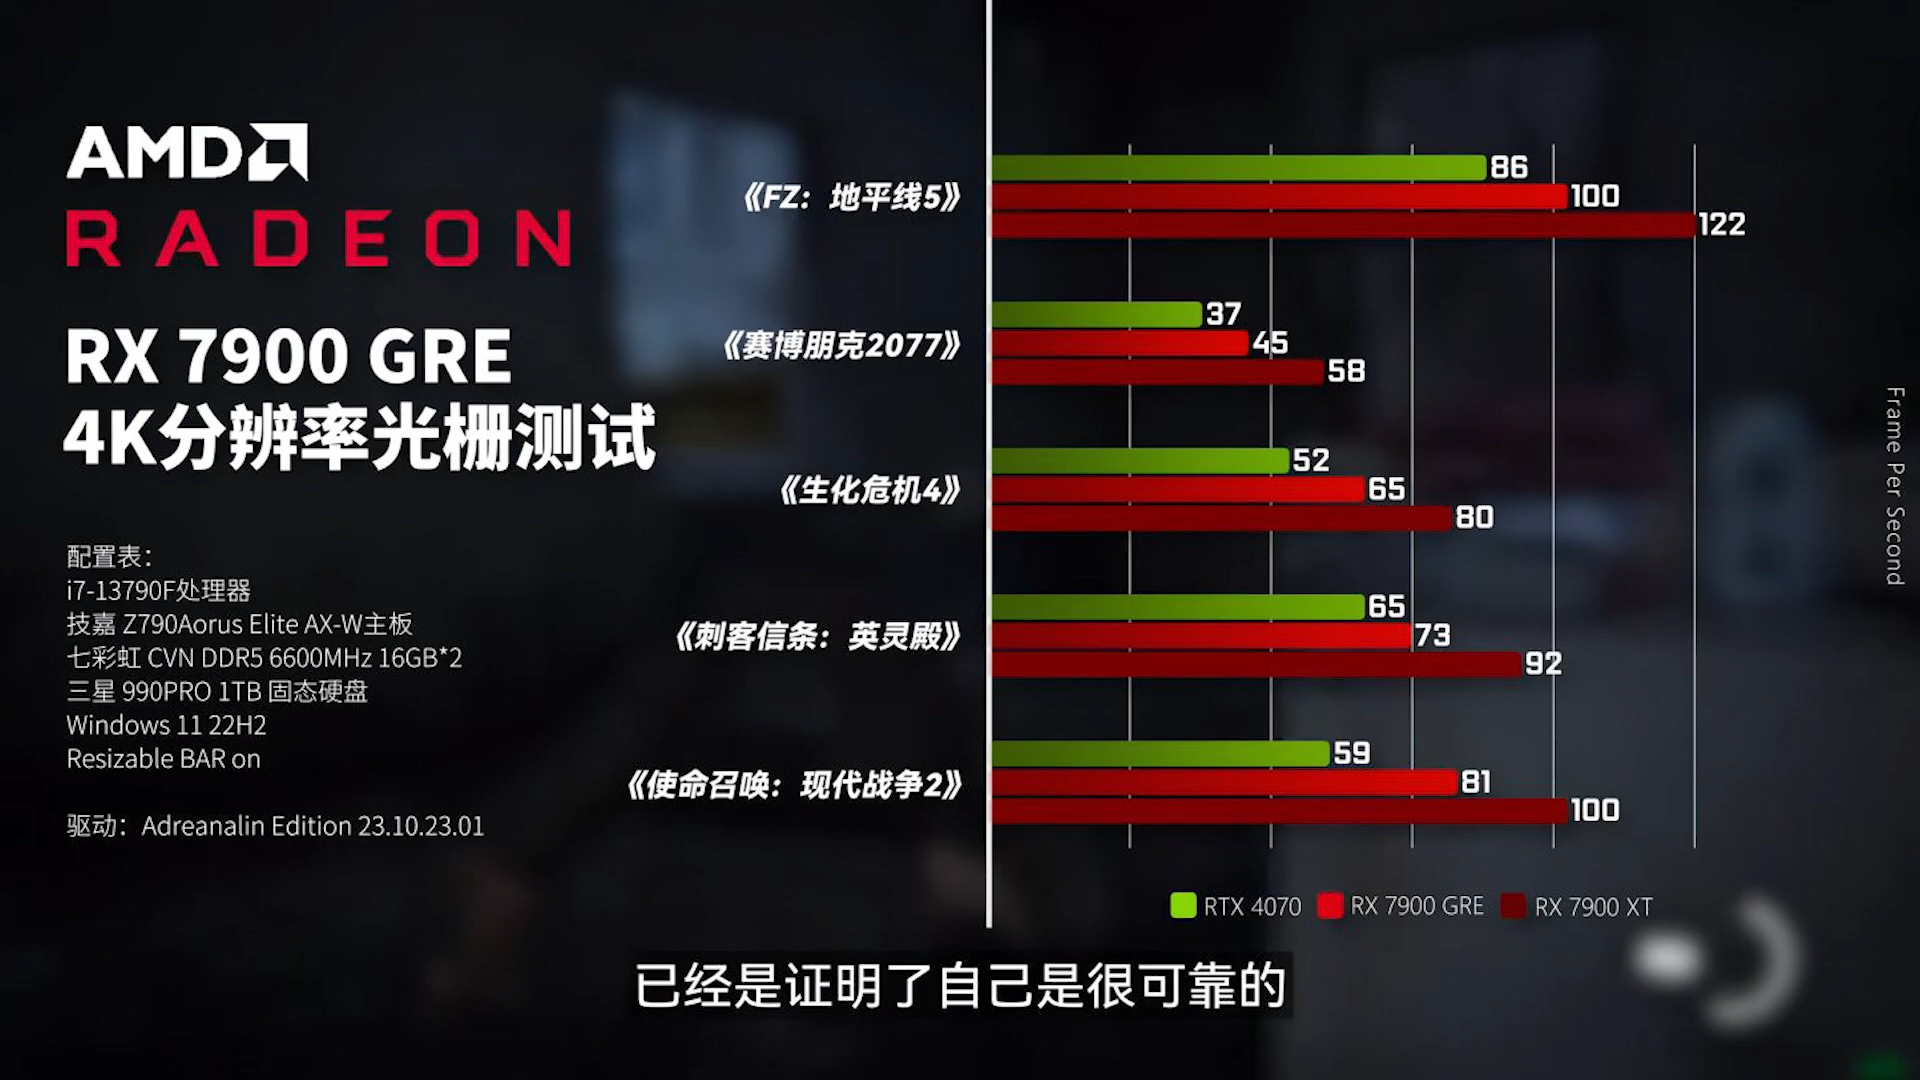 AMD
RADEON
RX 7900 GRE
4K分辨率光栅测试
配置表：
i7-13790F处理器
技嘉 Z790Aorus Elite AX-W主板
七彩虹 CVN DDR5 6600MHz 16GB*2
三星 990PRO 1TB 固态硬盘
Windows 11 22H2
Resizable BAR on
驱动：Adreanalin Edition 23.10.23.01
《FZ：地平线5》
86
100
122
《赛博朋克2077》
37
45
58
《生化危机4》
52
65
80
《刺客信条：英灵殿》
65
73
92
《使命召唤：现代战争2》
59
81
100
Frame Per Second
RTX 4070
RX 7900 GRE
RX 7900 XT
已经是证明了自己是很可靠的